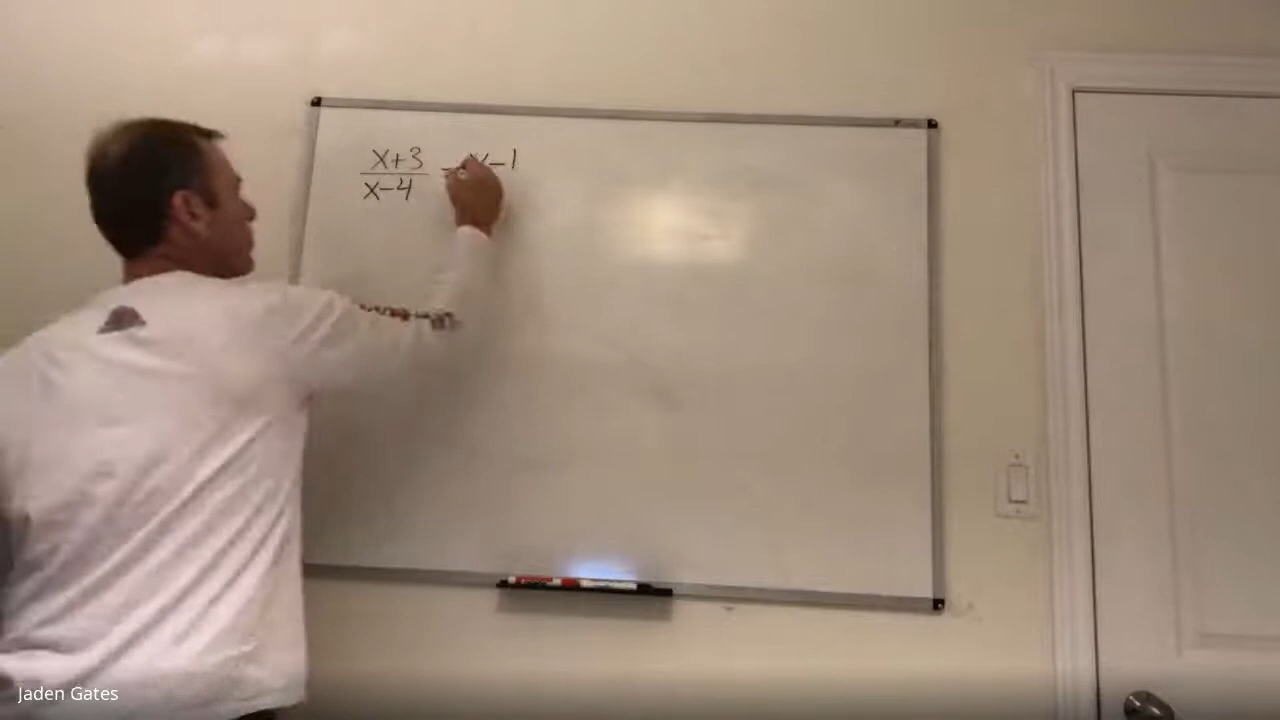 x+3 = x-1
x-4
Jaden Gates